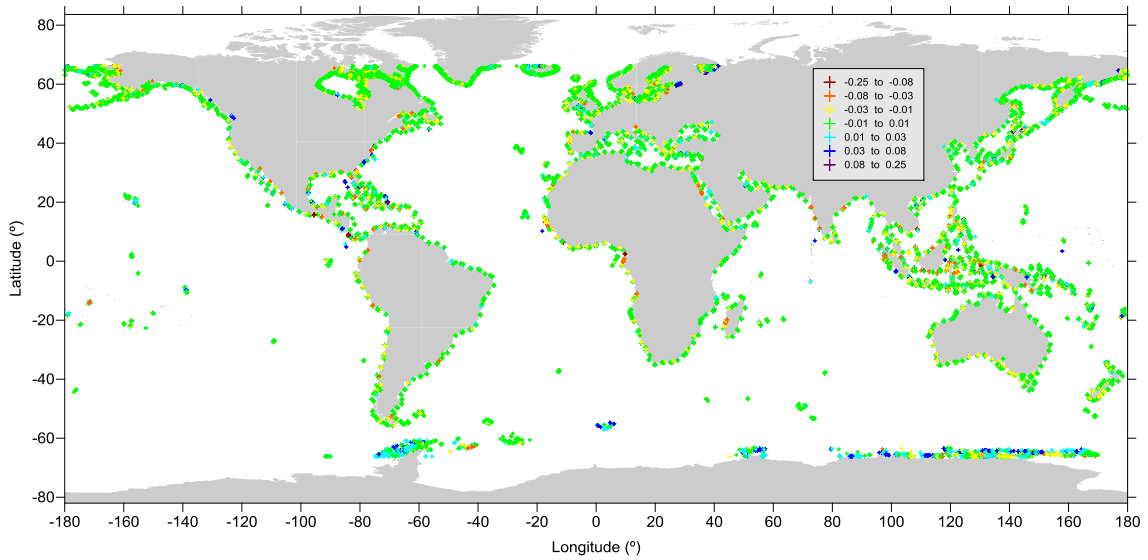 80
60
40
20
0
-20
-40
-60
-80
Latitude (º)
-0.25 to -0.08
-0.08 to -0.03
-0.03 to -0.01
-0.01 to 0.01
0.01 to 0.03
0.03 to 0.08
0.08 to 0.25
-180 -160 -140 -120 -100 -80 -60 -40 -20 0 20 40 60 80 100 120 140 160 180
Longitude (º)